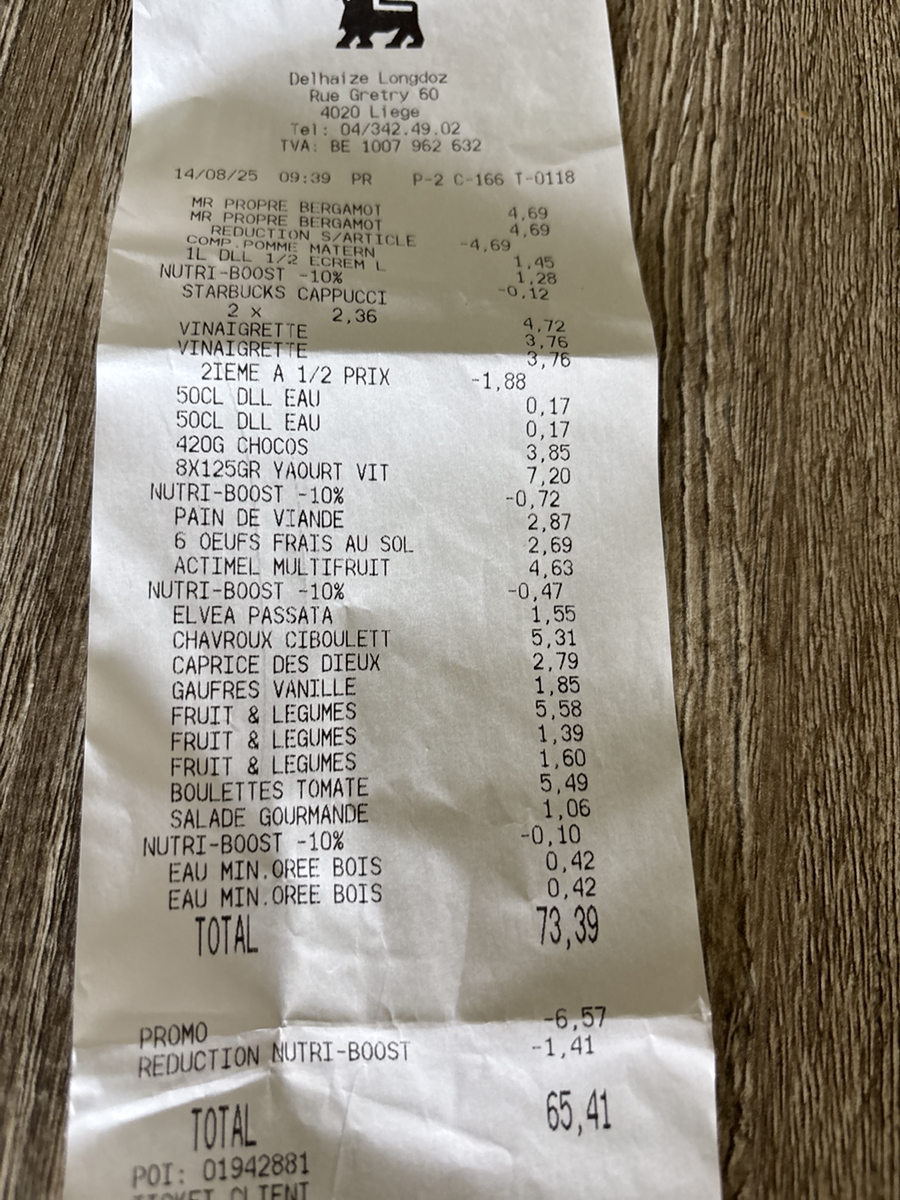 Delhaize Longdoz
Rue Gretry 60
4020 Liege
Tel: 04/342.49.02
TVA: BE 1007 962 632
14/08/25 09:39 PR P-2 C-166 T-0118
MR PROPRE BERGAMOT 4,69
MR PROPRE BERGAMOT 4,69
REDUCTION S/ARTICLE -4,69
COMP.POMME MATERN 1,45
1L DLL 1/2 ECREM L 1,28
NUTRI-BOOST -10% -0,12
STARBUCKS CAPPUCCI
2 x 2,36 4,72
VINAIGRETTE 3,76
VINAIGRETTE 3,76
2IEME A 1/2 PRIX -1,88
50CL DLL EAU 0,17
50CL DLL EAU 0,17
420G CHOCOS 3,85
8X125GR YAOURT VIT 7,20
NUTRI-BOOST -10% -0,72
PAIN DE VIANDE 2,87
6 OEUFS FRAIS AU SOL 2,69
ACTIMEL MULTIFRUIT 4,63
NUTRI-BOOST -10% -0,47
ELVEA PASSATA 1,55
CHAVROUX CIBOULETT 5,31
CAPRICE DES DIEUX 2,79
GAUFRES VANILLE 1,85
FRUIT & LEGUMES 5,58
FRUIT & LEGUMES 1,39
FRUIT & LEGUMES 1,60
BOULETTES TOMATE 5,49
SALADE GOURMANDE 1,06
NUTRI-BOOST -10% -0,10
EAU MIN.OREE BOIS 0,42
EAU MIN.OREE BOIS 0,42
TOTAL 73,39
PROMO -6,57
REDUCTION NUTRI-BOOST -1,41
TOTAL 65,41
POI: 01942881
TICKET CLIENT